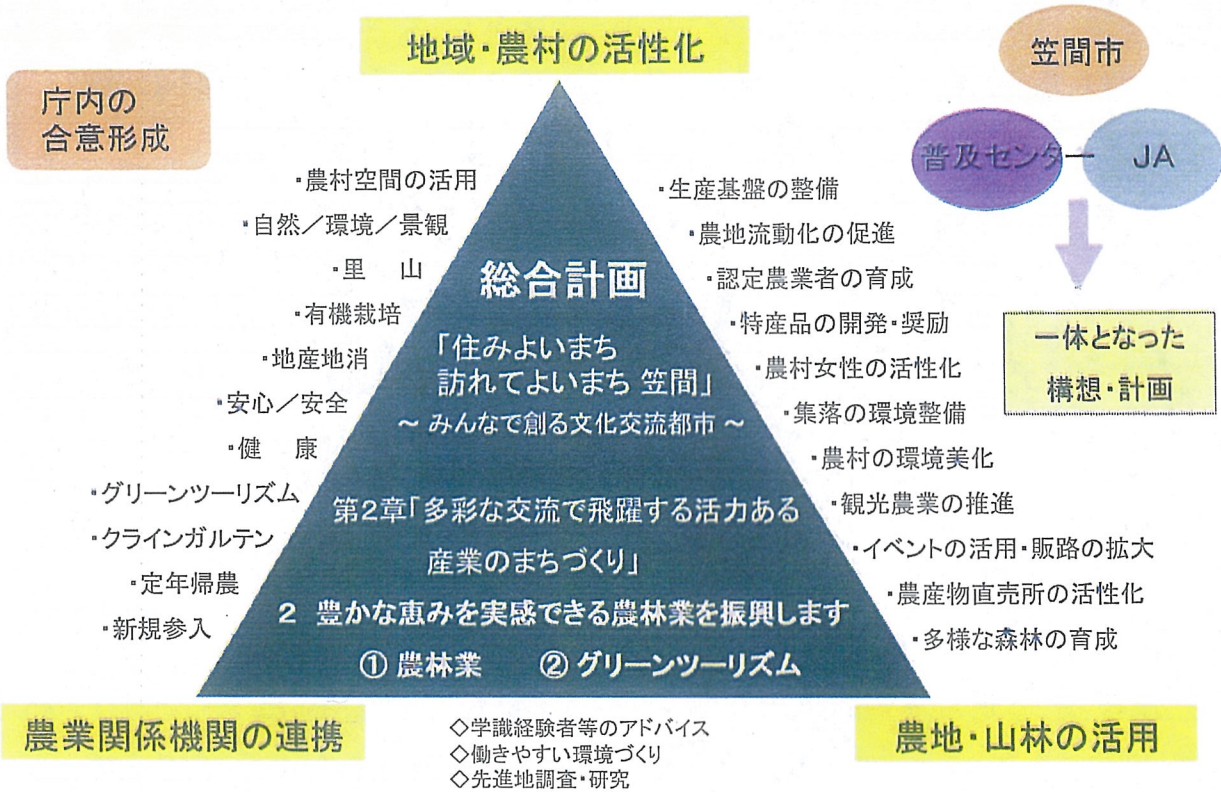 地域・農村の活性化
庁内の
合意形成
笠間市
普及センター
JA
一体となった
構想・計画
・農村空間の活用
・自然／環境／景観
・里　山
・有機栽培
・地産地消
・安心／安全
・健　康
・グリーンツーリズム
・クラインガルテン
・定年帰農
・新規参入
総合計画
「住みよいまち
訪れてよいまち 笠間」
～ みんなで創る文化交流都市 ～
第2章「多彩な交流で飛躍する活力ある
産業のまちづくり」
2　豊かな恵みを実感できる農林業を振興します
① 農林業　② グリーンツーリズム
・生産基盤の整備
・農地流動化の促進
・認定農業者の育成
・特産品の開発・奨励
・農村女性の活性化
・集落の環境整備
・農村の環境美化
・観光農業の推進
・イベントの活用・販路の拡大
・農産物直売所の活性化
・多様な森林の育成
農業関係機関の連携
◇学識経験者等のアドバイス
◇働きやすい環境づくり
◇先進地調査・研究
農地・山林の活用